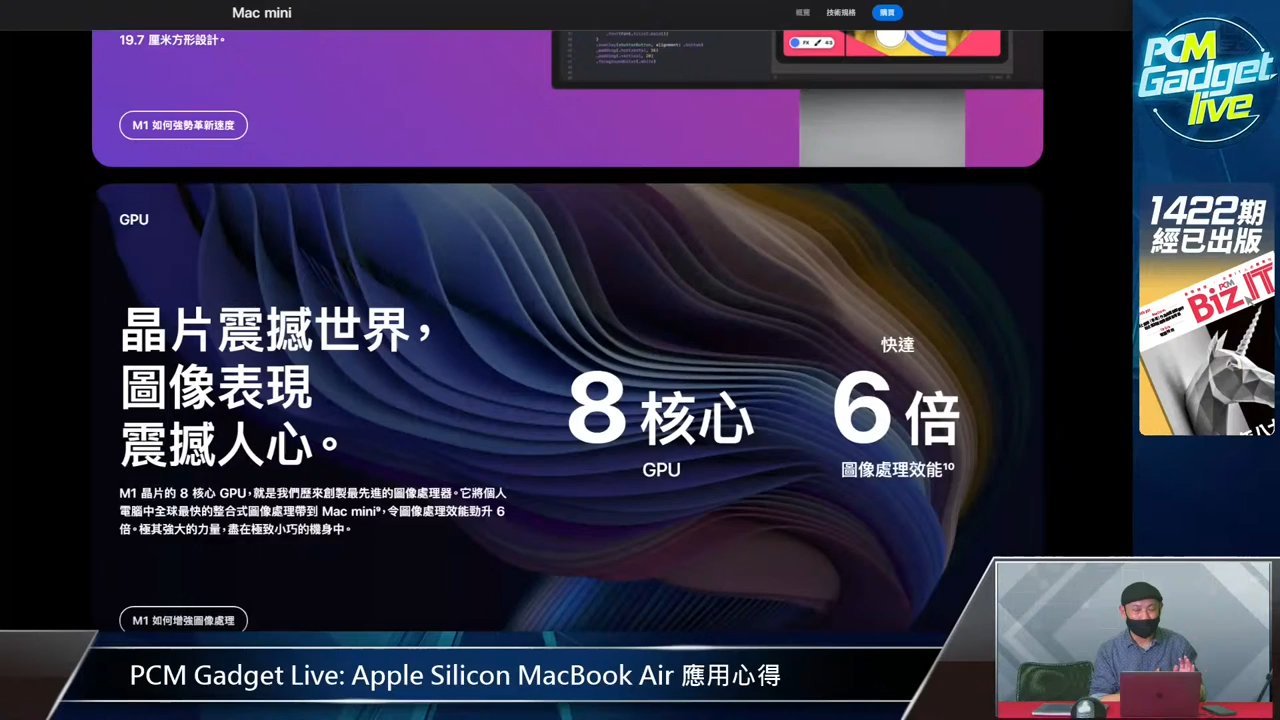 Mac mini
概覽
技術規格
購買
19.7 厘米方形設計。
M1 如何強勢革新速度
GPU
晶片震撼世界，
圖像表現
震撼人心。
M1 晶片的 8 核心 GPU，就是我們歷來創製最先進的圖像處理器。它將個人
電腦中全球最快的整合式圖像處理帶到 Mac mini⁹，令圖像處理效能勁升 6
倍。極其強大的力量，盡在極致小巧的機身中。
8 核心
GPU
快達
6 倍
圖像處理效能¹⁰
M1 如何增強圖像處理
PCM
Gadget
live
1422期
經已出版
PCM
Biz IT
PCM Gadget Live: Apple Silicon MacBook Air 應用心得